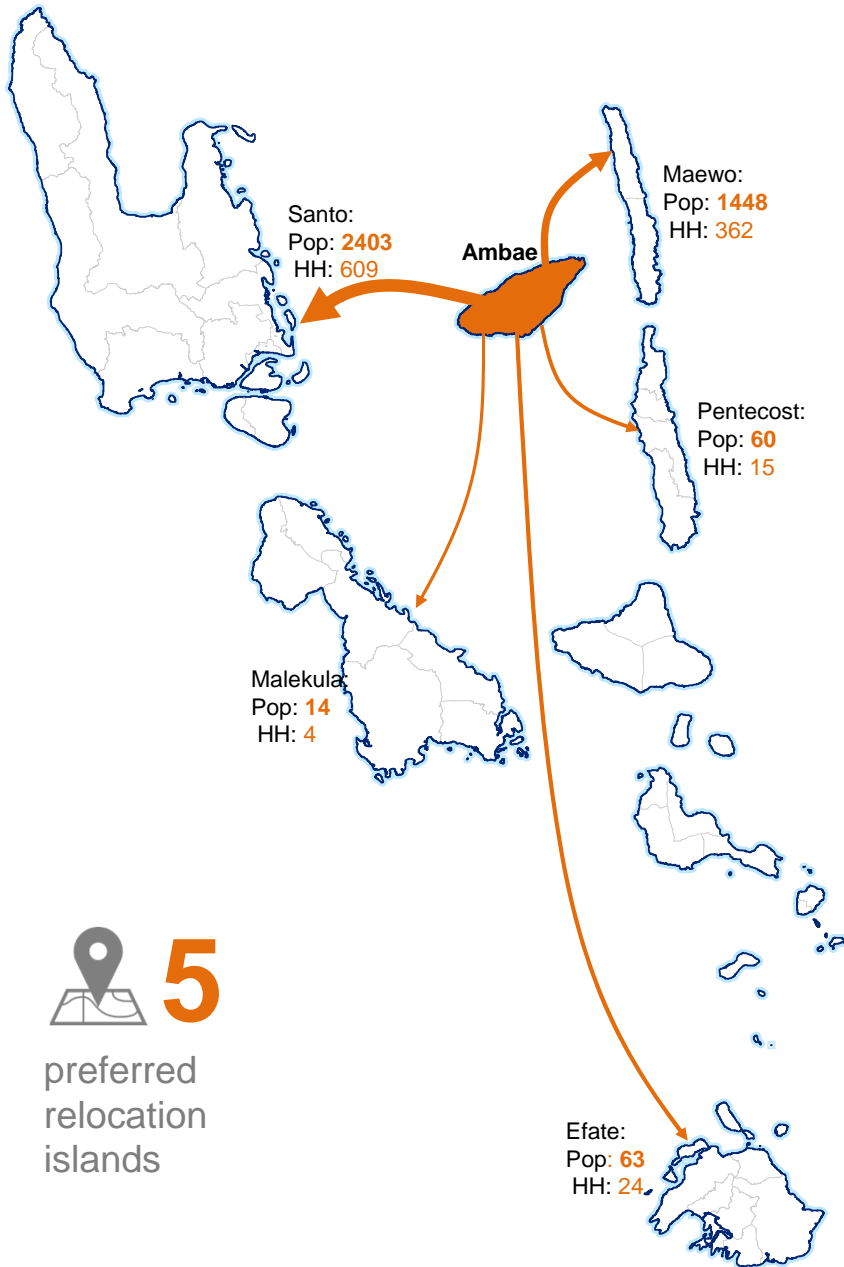 Maewo:
Pop: 1448
HH: 362
Santo:
Pop: 2403
HH: 609
Ambae
Pentecost:
Pop: 60
HH: 15
Malekula:
Pop: 14
HH: 4
5
preferred
relocation
islands
Efate:
Pop: 63
HH: 24